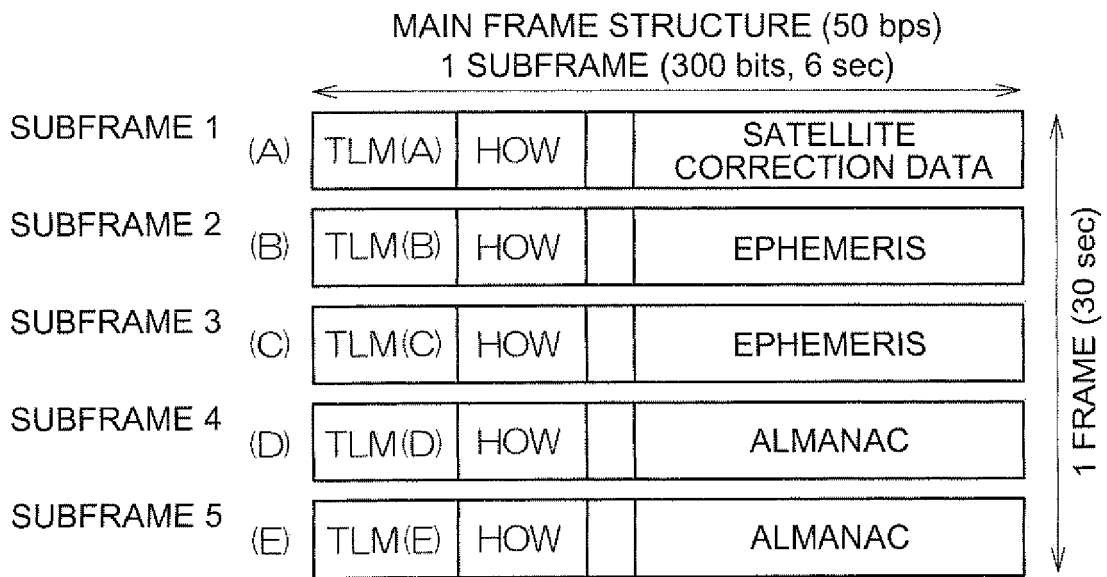 MAIN FRAME STRUCTURE (50 bps)
1 SUBFRAME (300 bits, 6 sec)
SUBFRAME 1
(A) TLM(A) HOW SATELLITE
CORRECTION DATA
SUBFRAME 2
(B) TLM(B) HOW EPHEMERIS
SUBFRAME 3
(C) TLM(C) HOW EPHEMERIS
SUBFRAME 4
(D) TLM(D) HOW ALMANAC
SUBFRAME 5
(E) TLM(E) HOW ALMANAC
1 FRAME (30 sec)